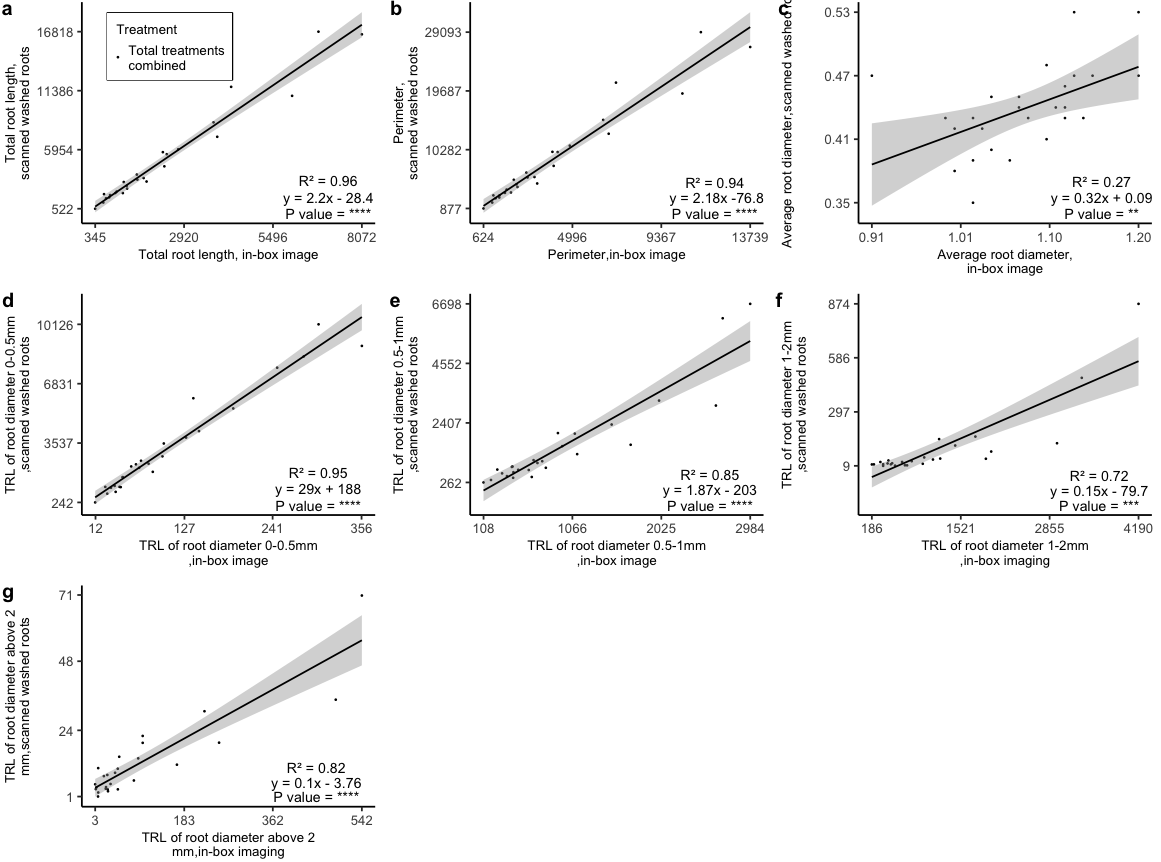 a
Total root length,
scanned washed roots
16818
11386
5954
522
Treatment
Total treatments
combined
R² = 0.96
y = 2.2x - 28.4
P value = ****
345
2920
5496
8072
Total root length, in-box image
b
Perimeter,
scanned washed roots
29093
19687
10282
877
R² = 0.94
y = 2.18x -76.8
P value = ****
624
4996
9367
13739
Perimeter,in-box image
c
Average root diameter,scanned washed
0.53
0.47
0.41
0.35
R² = 0.27
y = 0.32x + 0.09
P value = **
0.91
1.01
1.10
1.20
Average root diameter,
in-box image
d
TRL of root diameter 0-0.5mm
,scanned washed roots
10126
6831
3537
242
R² = 0.95
y = 29x + 188
P value = ****
12
127
241
356
TRL of root diameter 0-0.5mm
,in-box image
e
TRL of root diameter 0.5-1mm
,scanned washed roots
6698
4552
2407
262
R² = 0.85
y = 1.87x - 203
P value = ****
108
1066
2025
2984
TRL of root diameter 0.5-1mm
,in-box image
f
TRL of root diameter 1-2mm
,scanned washed roots
874
586
297
9
R² = 0.72
y = 0.15x - 79.7
P value = ***
186
1521
2855
4190
TRL of root diameter 1-2mm
,in-box imaging
g
TRL of root diameter above 2
mm,scanned washed roots
71
48
24
1
R² = 0.82
y = 0.1x - 3.76
P value = ****
3
183
362
542
TRL of root diameter above 2
mm,in-box imaging